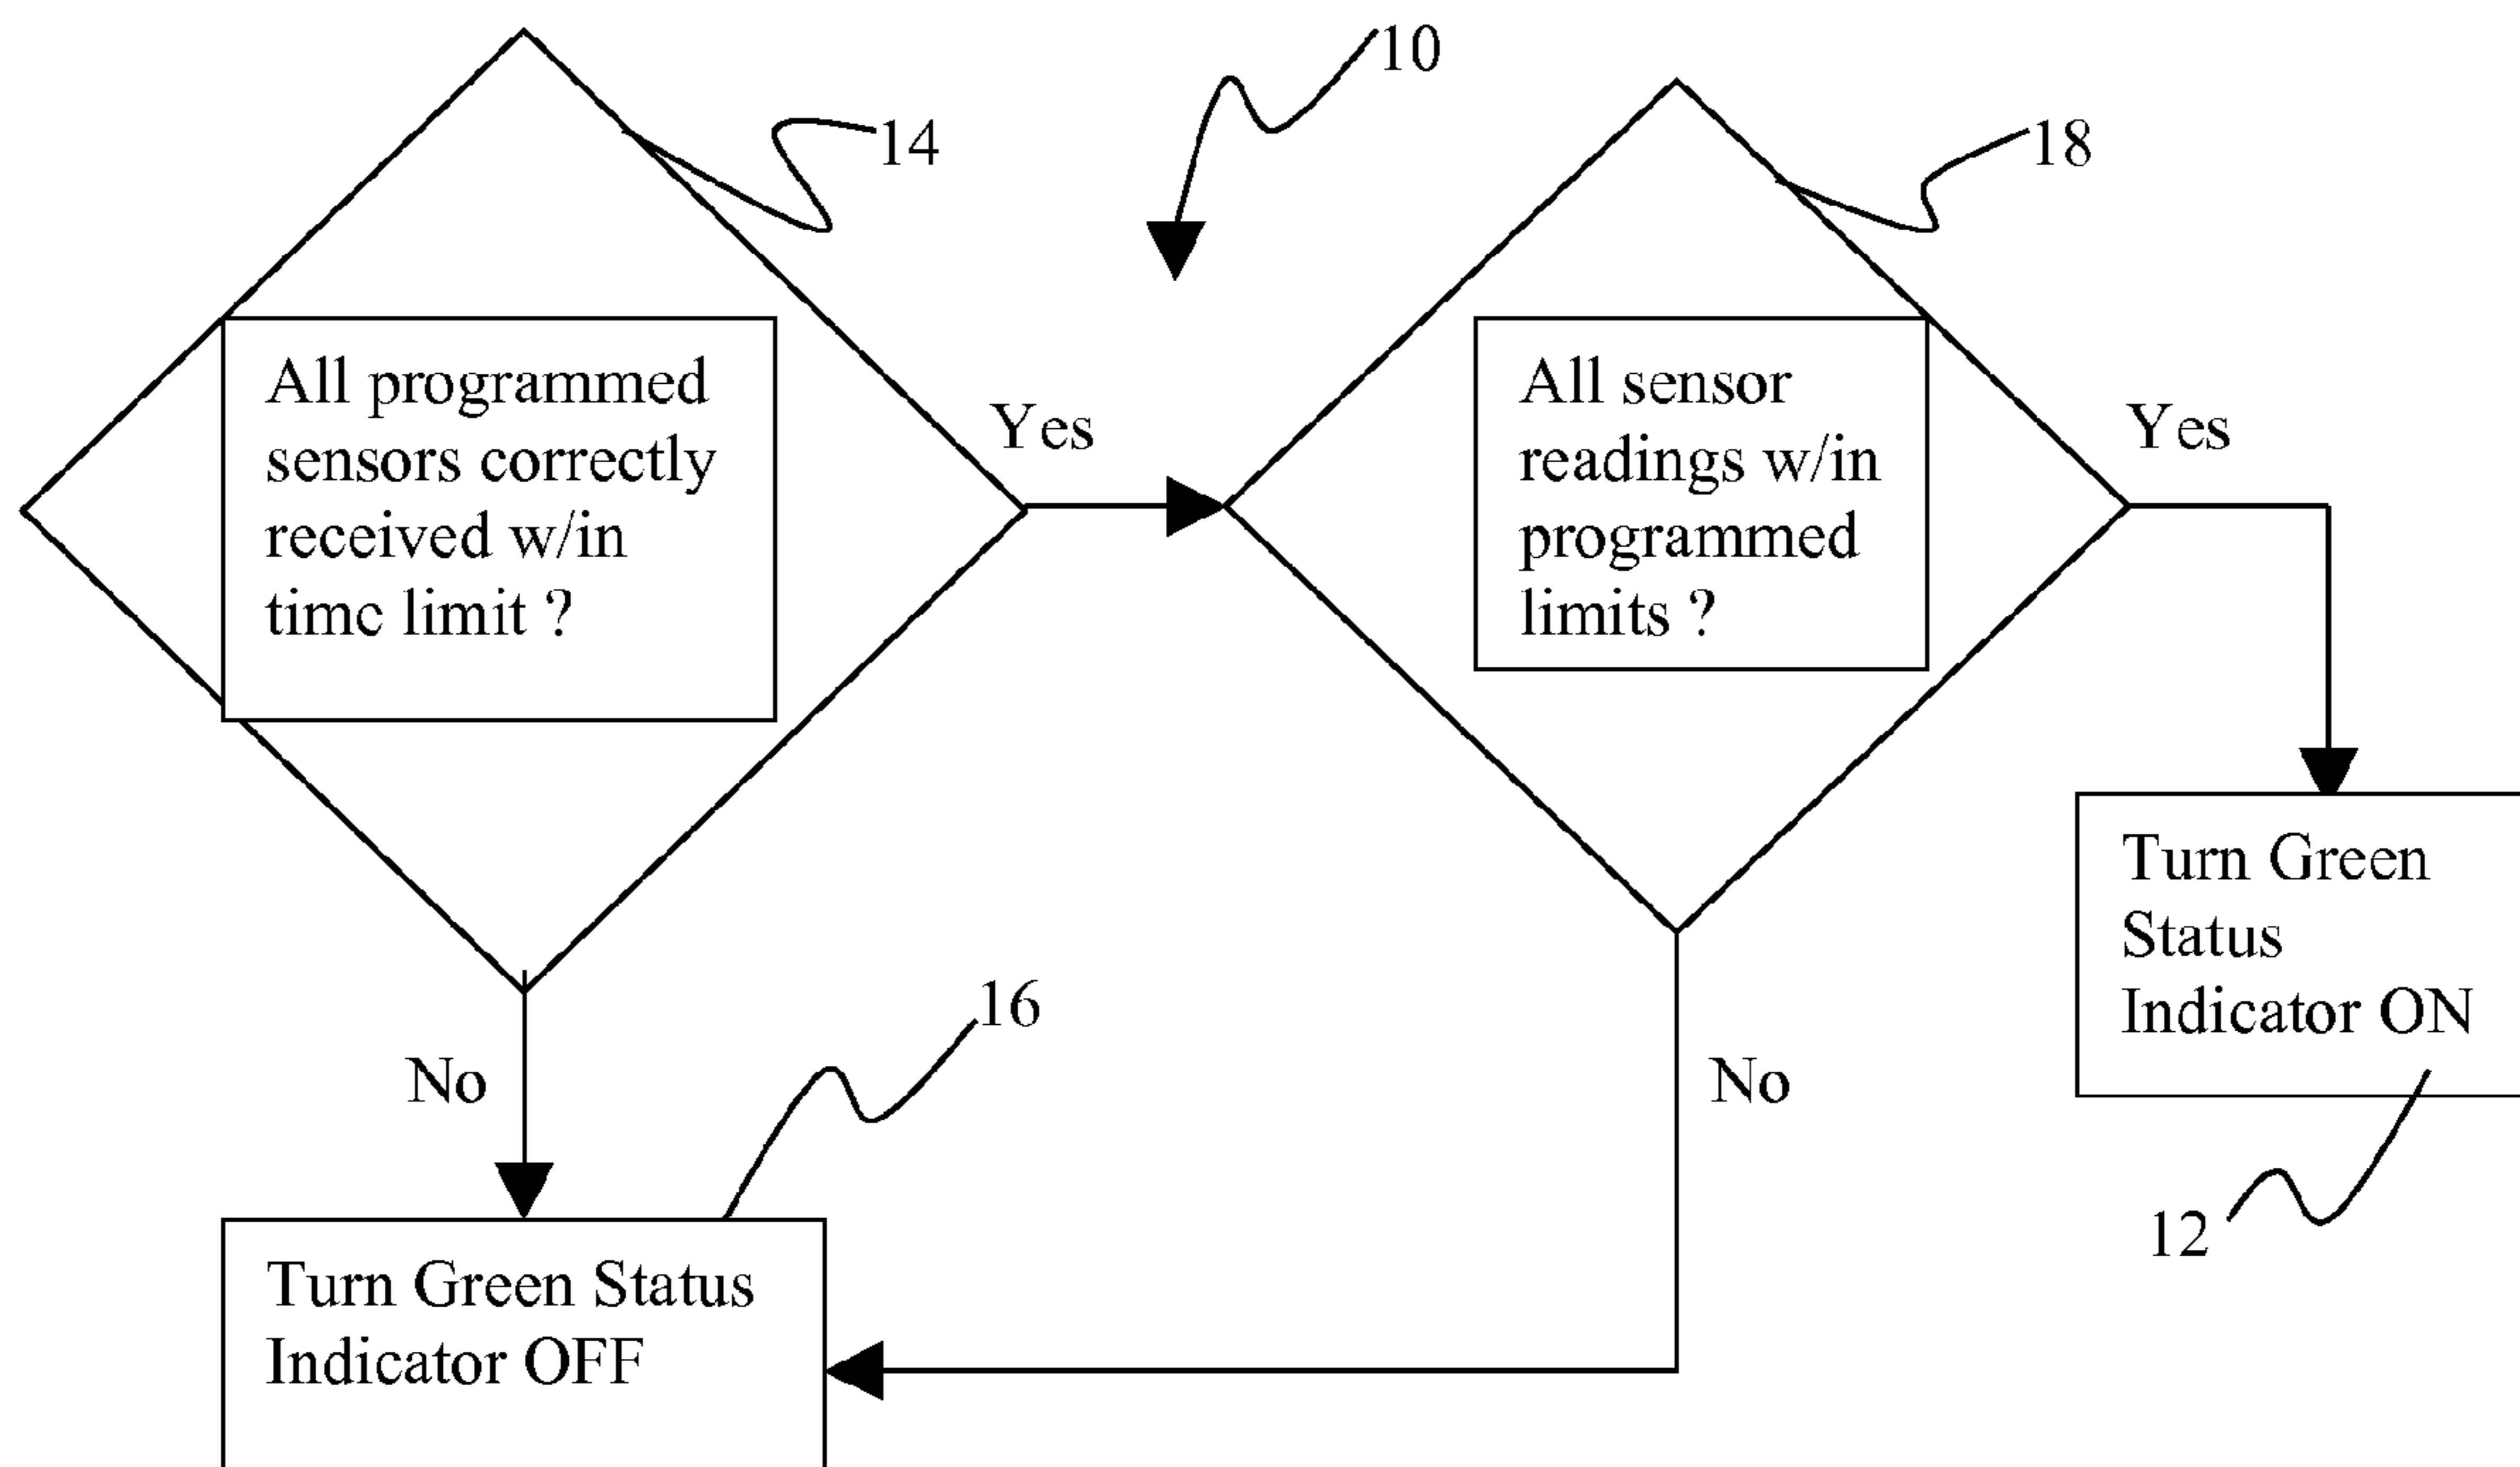 10
14
18
All programmed
sensors correctly
received w/in
time limit ?
Yes
All sensor
readings w/in
programmed
limits ?
Yes
Turn Green
Status
Indicator ON
16
No
No
12
Turn Green Status
Indicator OFF